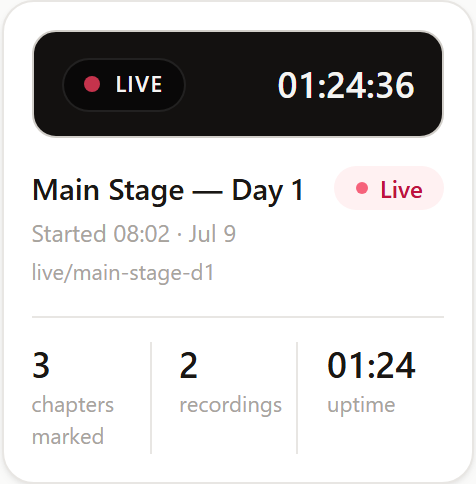 LIVE 01:24:36
Main Stage — Day 1 Live
Started 08:02 · Jul 9
live/main-stage-d1
3 2 01:24
chapters recordings uptime
marked